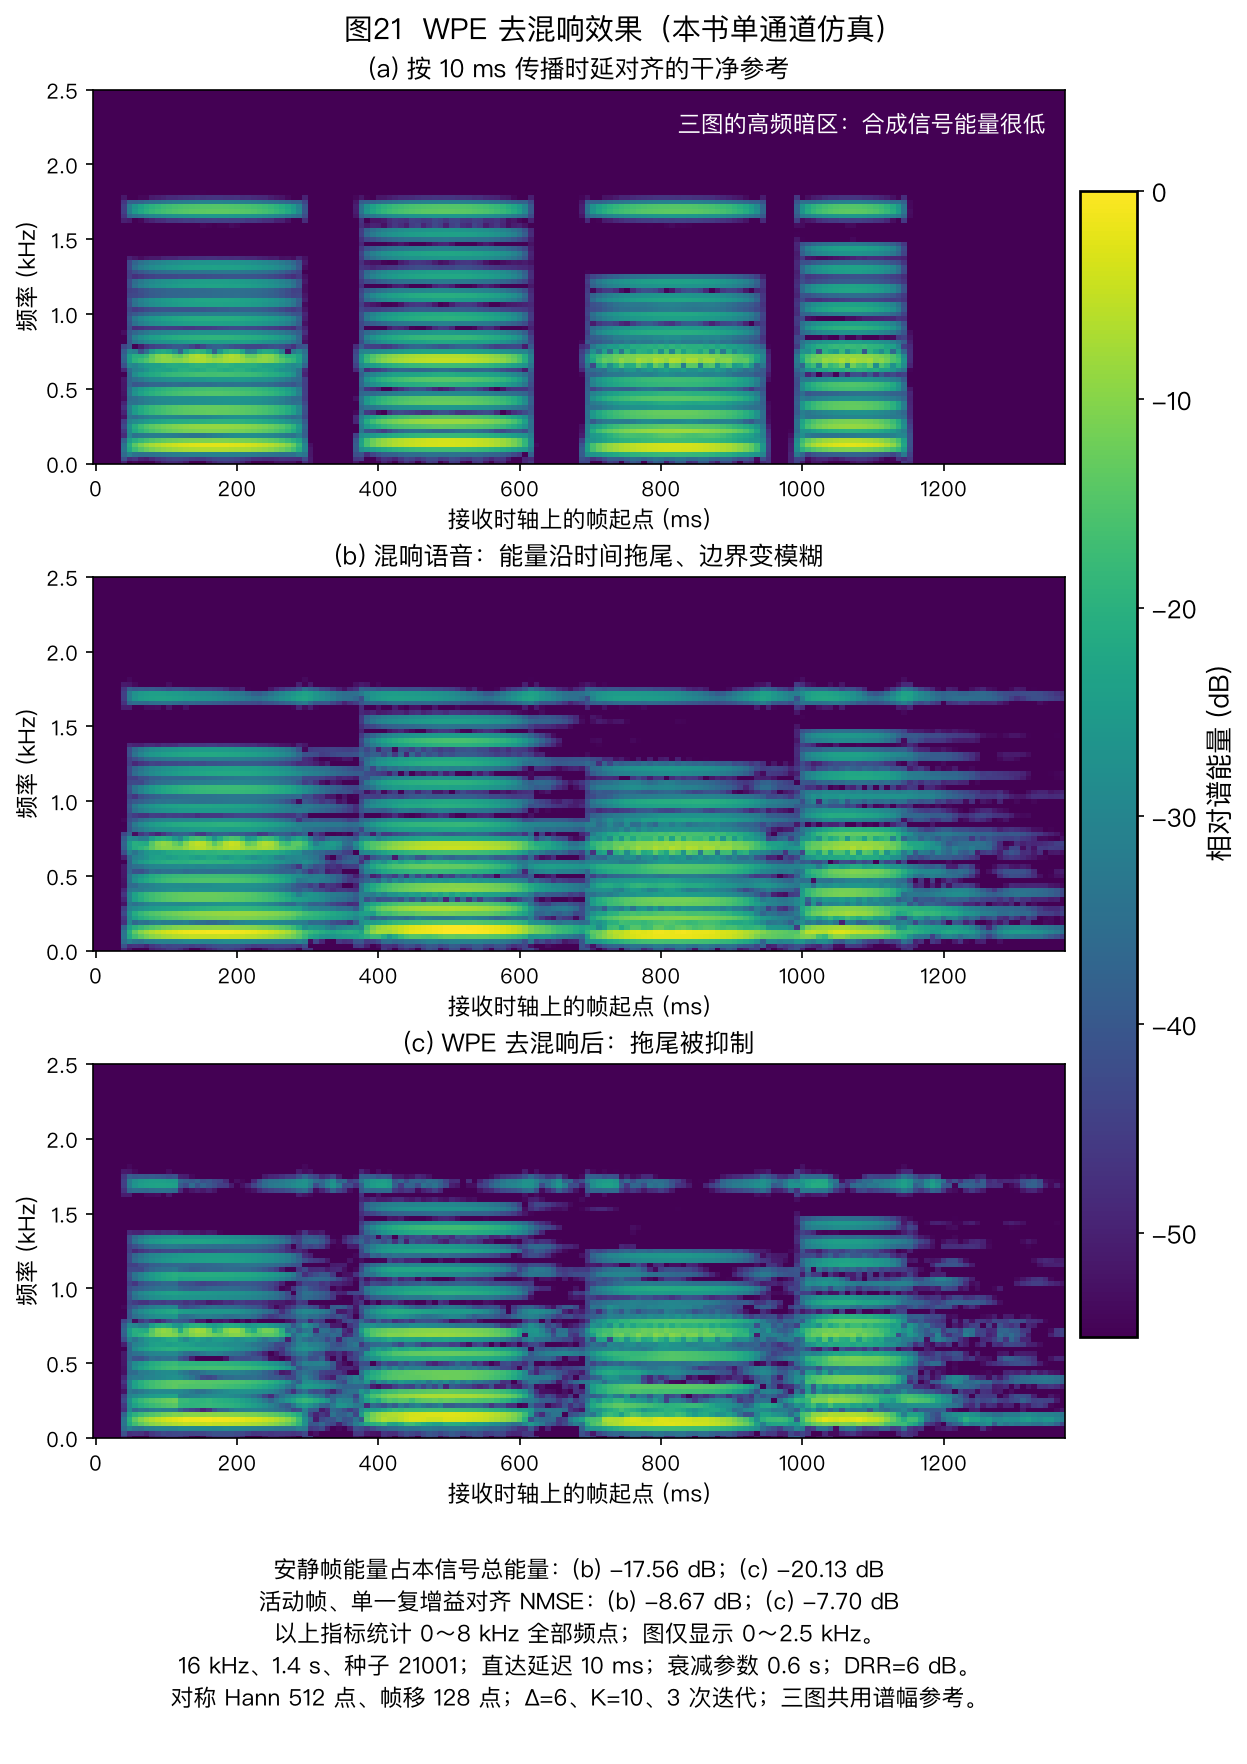 图21 WPE 去混响效果（本书单通道仿真）
(a) 按 10 ms 传播时延对齐的干净参考
三图的高频暗区：合成信号能量很低
频率 (kHz)
2.5
2.0
1.5
1.0
0.5
0.0
0 200 400 600 800 1000 1200
接收时轴上的帧起点 (ms)
(b) 混响语音：能量沿时间拖尾、边界变模糊
频率 (kHz)
2.5
2.0
1.5
1.0
0.5
0.0
0 200 400 600 800 1000 1200
接收时轴上的帧起点 (ms)
(c) WPE 去混响后：拖尾被抑制
频率 (kHz)
2.5
2.0
1.5
1.0
0.5
0.0
0 200 400 600 800 1000 1200
接收时轴上的帧起点 (ms)
0
−10
−20
−30
−40
−50
相对谱能量 (dB)
安静帧能量占本信号总能量：(b) −17.56 dB；(c) −20.13 dB
活动帧、单一复增益对齐 NMSE：(b) −8.67 dB；(c) −7.70 dB
以上指标统计 0～8 kHz 全部频点；图仅显示 0～2.5 kHz。
16 kHz、1.4 s、种子 21001；直达延迟 10 ms；衰减参数 0.6 s；DRR=6 dB。
对称 Hann 512 点、帧移 128 点；Δ=6、K=10、3 次迭代；三图共用谱幅参考。